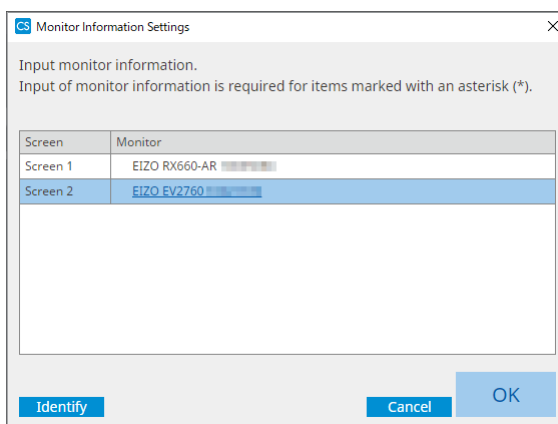 CS Monitor Information Settings
Input monitor information.
Input of monitor information is required for items marked with an asterisk (*).
Screen Monitor
Screen 1 EIZO RX660-AR
Screen 2 EIZO EV2760
Identify Cancel OK